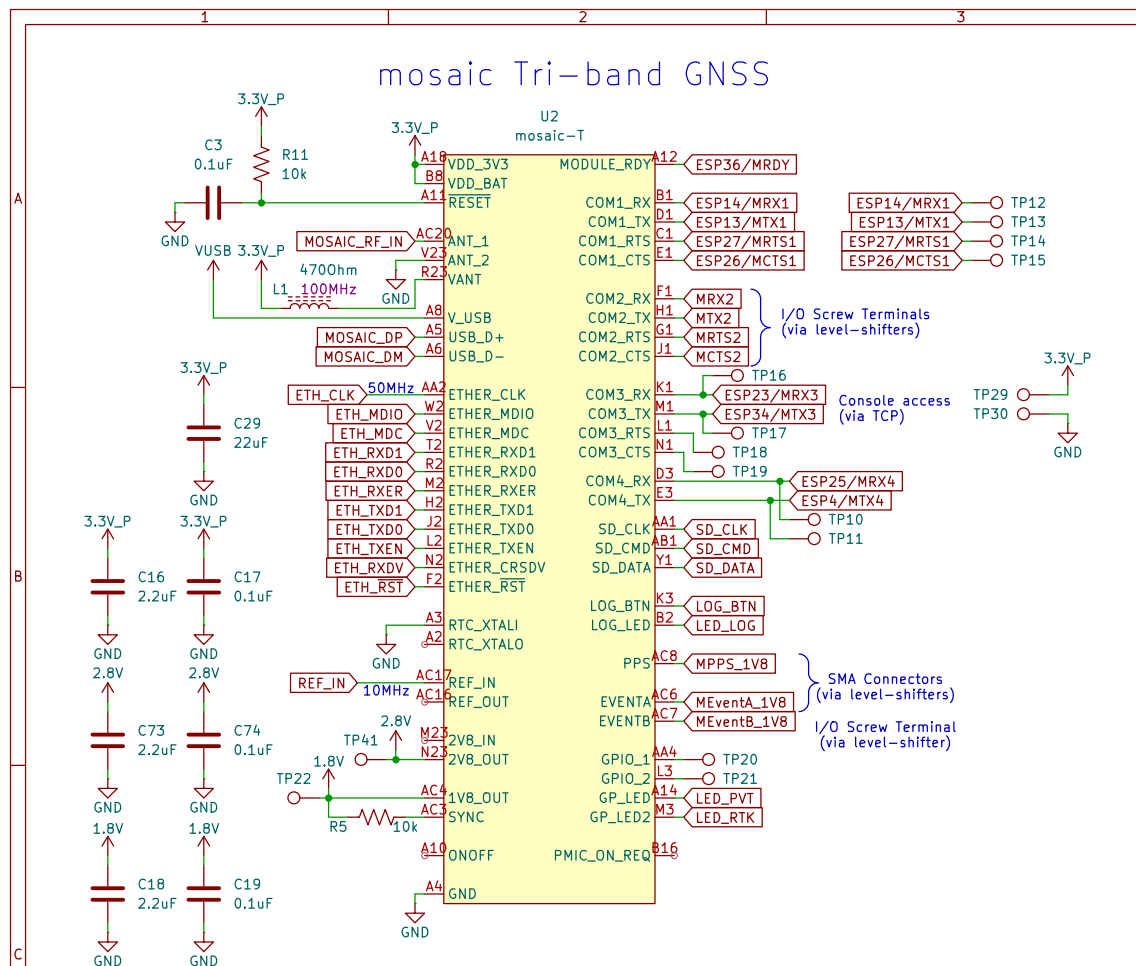 1 2 3
mosaic Tri-band GNSS
A
B
C
U2
mosaic-T
3.3V_P
C3
0.1uF
R11
10k
GND
3.3V_P
A18 VDD_3V3
B8 VDD_BAT
A11 RESET
MOSAIC_RF_IN AC20 ANT_1
V23 ANT_2
GND
R23 VANT
VUSB 3.3V_P
470Ohm
L1 100MHz
A8 V_USB
MOSAIC_DP A5 USB_D+
MOSAIC_DM A6 USB_D-
ETH_CLK 50MHz AA2 ETHER_CLK
ETH_MDIO W2 ETHER_MDIO
ETH_MDC V2 ETHER_MDC
ETH_RXD1 T2 ETHER_RXD1
ETH_RXD0 R2 ETHER_RXD0
ETH_RXER M2 ETHER_RXER
ETH_TXD1 H2 ETHER_TXD1
ETH_TXD0 J2 ETHER_TXD0
ETH_TXEN L2 ETHER_TXEN
ETH_RXDV N2 ETHER_CRSDV
ETH_RST F2 ETHER_RST
A3 RTC_XTALI
GND
A2 RTC_XTALO
REF_IN 10MHz AC17 REF_IN
AC16 REF_OUT
M23 2V8_IN
TP41 2.8V N23 2V8_OUT
TP22 1.8V AC4 1V8_OUT
R5 10k AC3 SYNC
A10 ONOFF
A4 GND
GND
MODULE_RDY A12 ESP36/MRDY
COM1_RX B1 ESP14/MRX1
COM1_TX D1 ESP13/MTX1
COM1_RTS C1 ESP27/MRTS1
COM1_CTS E1 ESP26/MCTS1
ESP14/MRX1 TP12
ESP13/MTX1 TP13
ESP27/MRTS1 TP14
ESP26/MCTS1 TP15
COM2_RX F1 MRX2
COM2_TX H1 MTX2
COM2_RTS G1 MRTS2
COM2_CTS J1 MCTS2
I/O Screw Terminals
(via level-shifters)
TP16
COM3_RX K1 ESP23/MRX3
COM3_TX M1 ESP34/MTX3
Console access
(via TCP)
TP17
COM3_RTS L1 TP18
COM3_CTS N1 TP19
3.3V_P
TP29
TP30
GND
COM4_RX D3 ESP25/MRX4
COM4_TX E3 ESP4/MTX4
TP10
TP11
SD_CLK AA1 SD_CLK
SD_CMD AB1 SD_CMD
SD_DATA Y1 SD_DATA
LOG_BTN K3 LOG_BTN
LOG_LED B2 LED_LOG
PPS AC8 MPPS_1V8
EVENTA AC6 MEventA_1V8
EVENTB AC7 MEventB_1V8
SMA Connectors
(via level-shifters)
I/O Screw Terminal
(via level-shifter)
GPIO_1 AA4 TP20
GPIO_2 L3 TP21
GP_LED A14 LED_PVT
GP_LED2 M3 LED_RTK
PMIC_ON_REQ B16
3.3V_P
C29
22uF
GND
3.3V_P 3.3V_P
C16 C17
2.2uF 0.1uF
GND GND
2.8V 2.8V
C73 C74
2.2uF 0.1uF
GND GND
1.8V 1.8V
C18 C19
2.2uF 0.1uF
GND GND